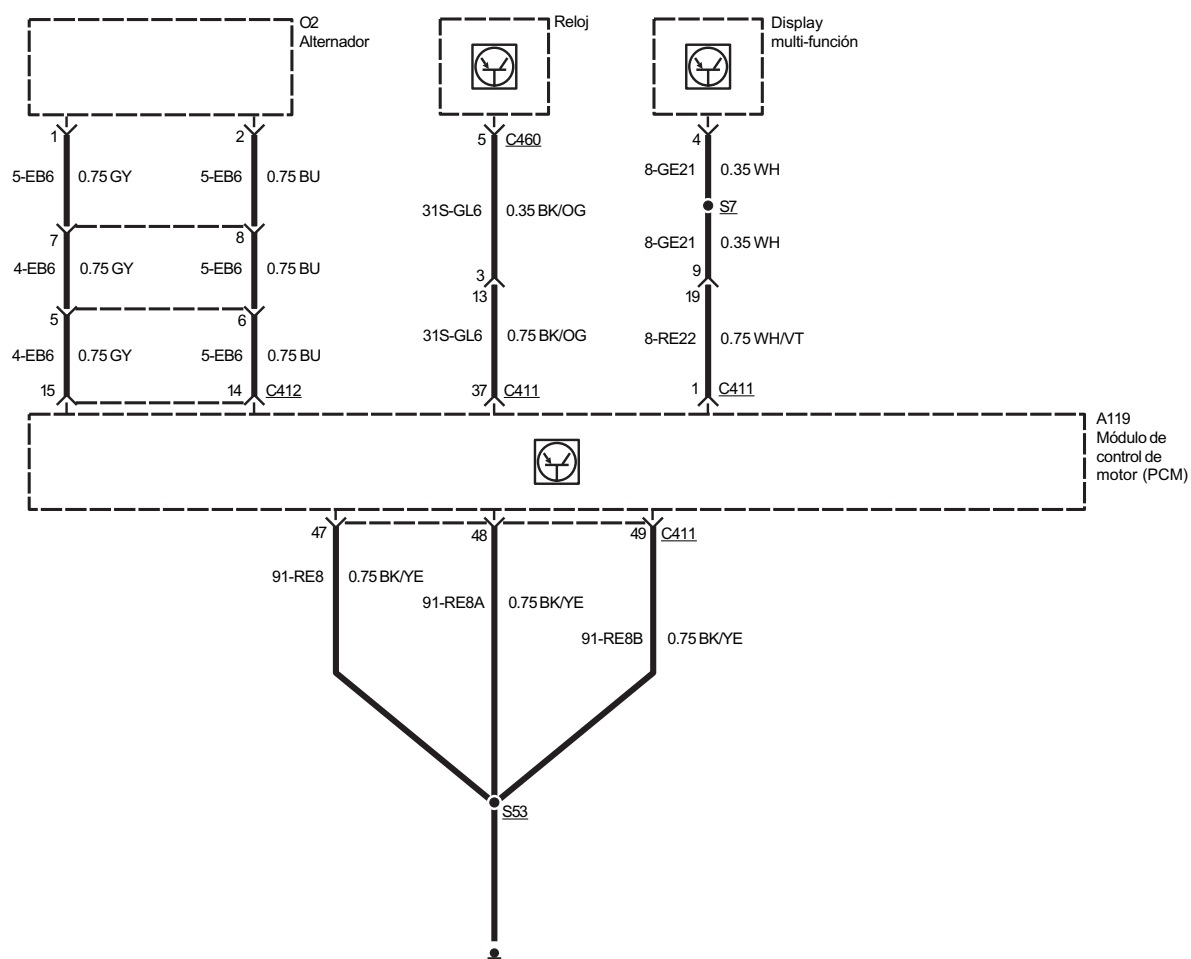 O2
Alternador
Reloj
Display
multi-función
1
2
5
C460
4
5-EB6
0.75 GY
5-EB6
0.75 BU
8-GE21
0.35 WH
31S-GL6
0.35 BK/OG
S7
7
8
8-GE21
0.35 WH
4-EB6
0.75 GY
5-EB6
0.75 BU
3
9
13
19
5
6
31S-GL6
0.75 BK/OG
8-RE22
0.75 WH/VT
4-EB6
0.75 GY
5-EB6
0.75 BU
15
14
C412
37
C411
1
C411
A119
Módulo de
control de
motor (PCM)
47
48
49
C411
91-RE8
0.75 BK/YE
91-RE8A
0.75 BK/YE
91-RE8B
0.75 BK/YE
S53